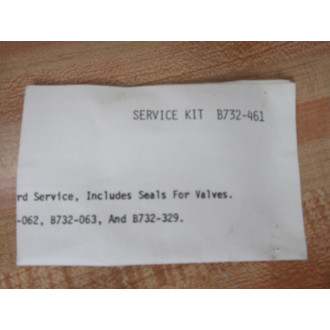 SERVICE KIT B732-461
rd Service, Includes Seals For Valves.
-062, B732-063, And B732-329.